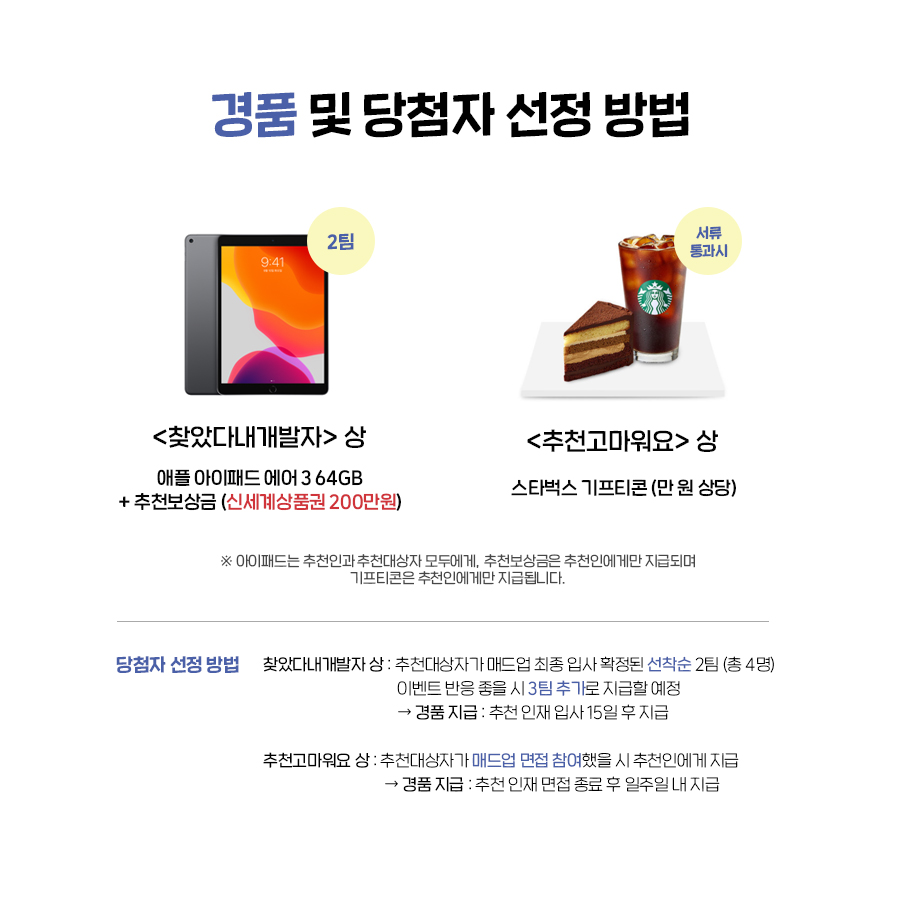 경품 및 당첨자 선정 방법
2팀
서류
통과시
9:41
<찾았다내개발자> 상
애플 아이패드 에어 3 64GB
+ 추천보상금 (신세계상품권 200만원)
<추천고마워요> 상
스타벅스 기프티콘 (만 원 상당)
※ 아이패드는 추천인과 추천대상자 모두에게, 추천보상금은 추천인에게만 지급되며
기프티콘은 추천인에게만 지급됩니다.
당첨자 선정 방법
찾았다내개발자 상 : 추천대상자가 매드업 최종 입사 확정된 선착순 2팀 (총 4명)
이벤트 반응 좋을 시 3팀 추가로 지급할 예정
→ 경품 지급 : 추천 인재 입사 15일 후 지급
추천고마워요 상 : 추천대상자가 매드업 면접 참여했을 시 추천인에게 지급
→ 경품 지급 : 추천 인재 면접 종료 후 일주일 내 지급